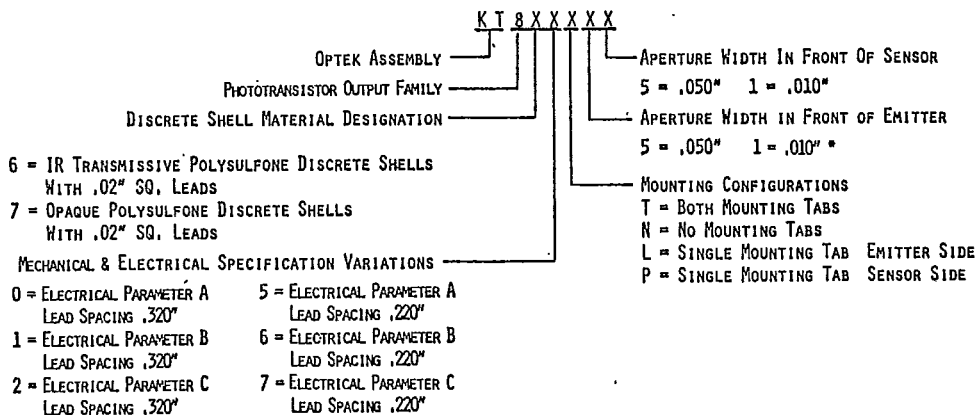 KT8XXXXX
OPTEK ASSEMBLY
PHOTOTRANSISTOR OUTPUT FAMILY
DISCRETE SHELL MATERIAL DESIGNATION
6 = IR TRANSMISSIVE POLYSULFONE DISCRETE SHELLS
WITH .02" SQ. LEADS
7 = OPAQUE POLYSULFONE DISCRETE SHELLS
WITH .02" SQ. LEADS
MECHANICAL & ELECTRICAL SPECIFICATION VARIATIONS
0 = ELECTRICAL PARAMETER A
LEAD SPACING .320"
1 = ELECTRICAL PARAMETER B
LEAD SPACING .320"
2 = ELECTRICAL PARAMETER C
LEAD SPACING .320"
5 = ELECTRICAL PARAMETER A
LEAD SPACING .220"
6 = ELECTRICAL PARAMETER B
LEAD SPACING .220"
7 = ELECTRICAL PARAMETER C
LEAD SPACING .220"
APERTURE WIDTH IN FRONT OF SENSOR
5 = .050" 1 = .010"
APERTURE WIDTH IN FRONT OF EMITTER
5 = .050" 1 = .010" *
MOUNTING CONFIGURATIONS
T = BOTH MOUNTING TABS
N = NO MOUNTING TABS
L = SINGLE MOUNTING TAB EMITTER SIDE
P = SINGLE MOUNTING TAB SENSOR SIDE